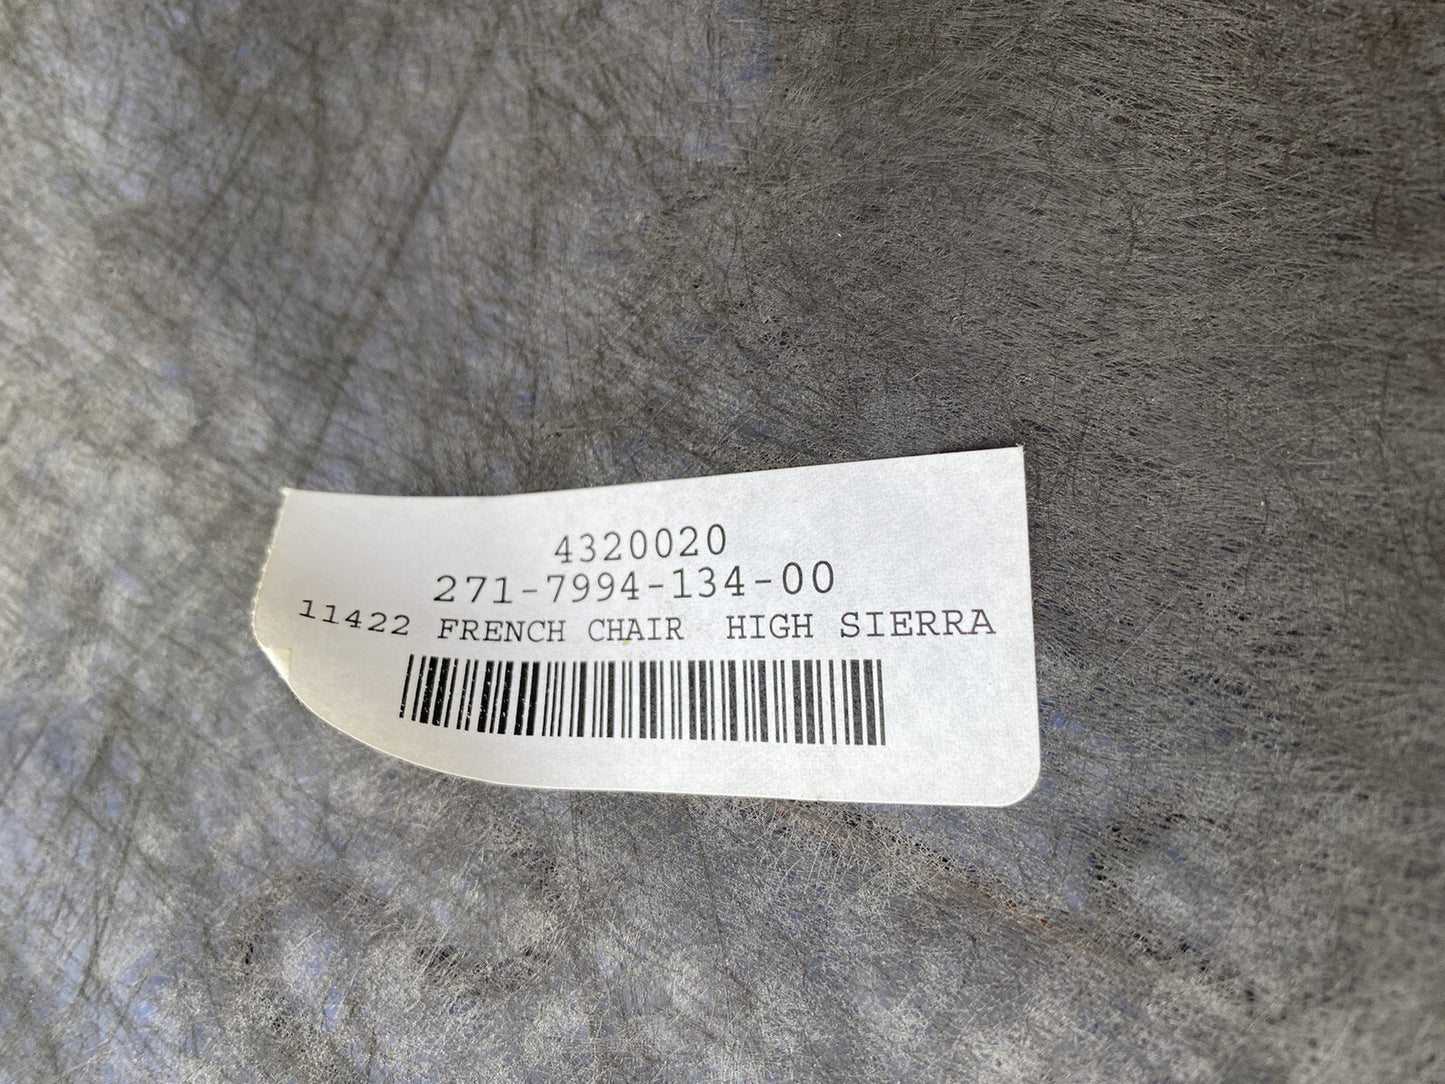 4320020
271-7994-134-00
11422 FRENCH CHAIR HIGH SIERRA